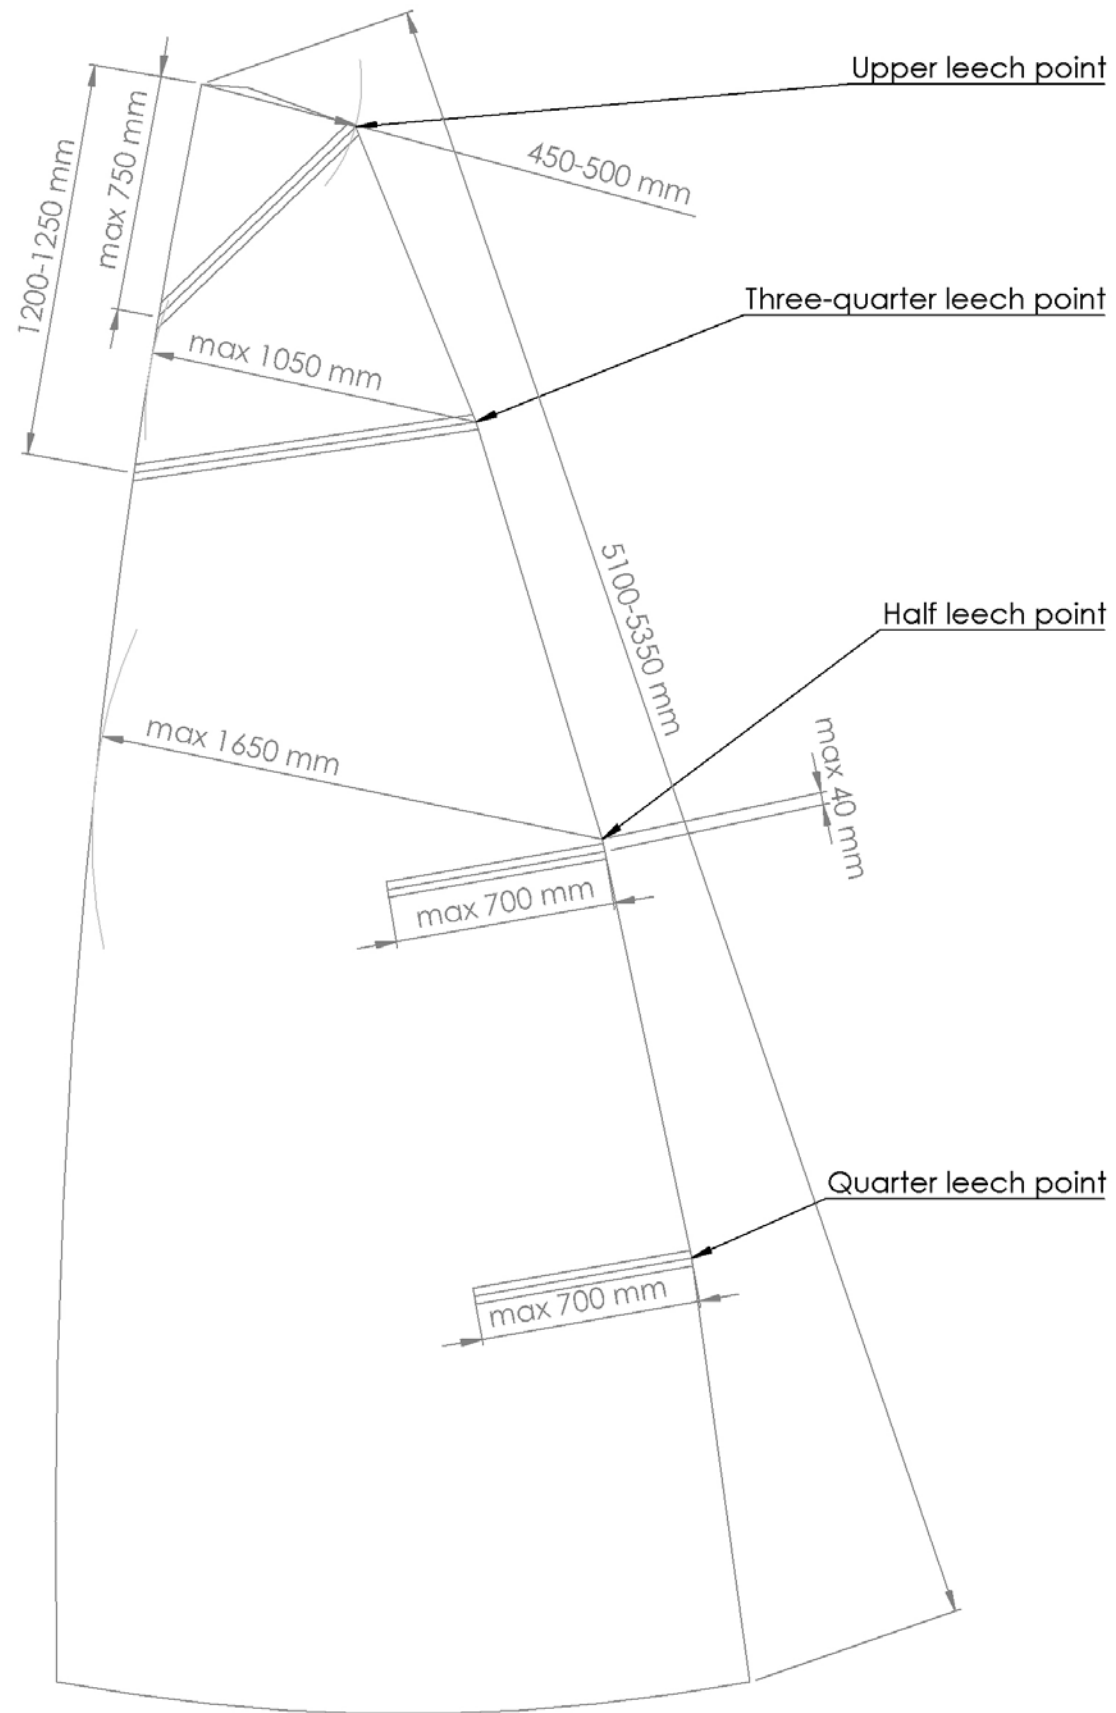 Upper leech point
450-500 mm
max 750 mm
1200-1250 mm
Three-quarter leech point
max 1050 mm
5100-5350 mm
Half leech point
max 1650 mm
max 40 mm
max 700 mm
Quarter leech point
max 700 mm